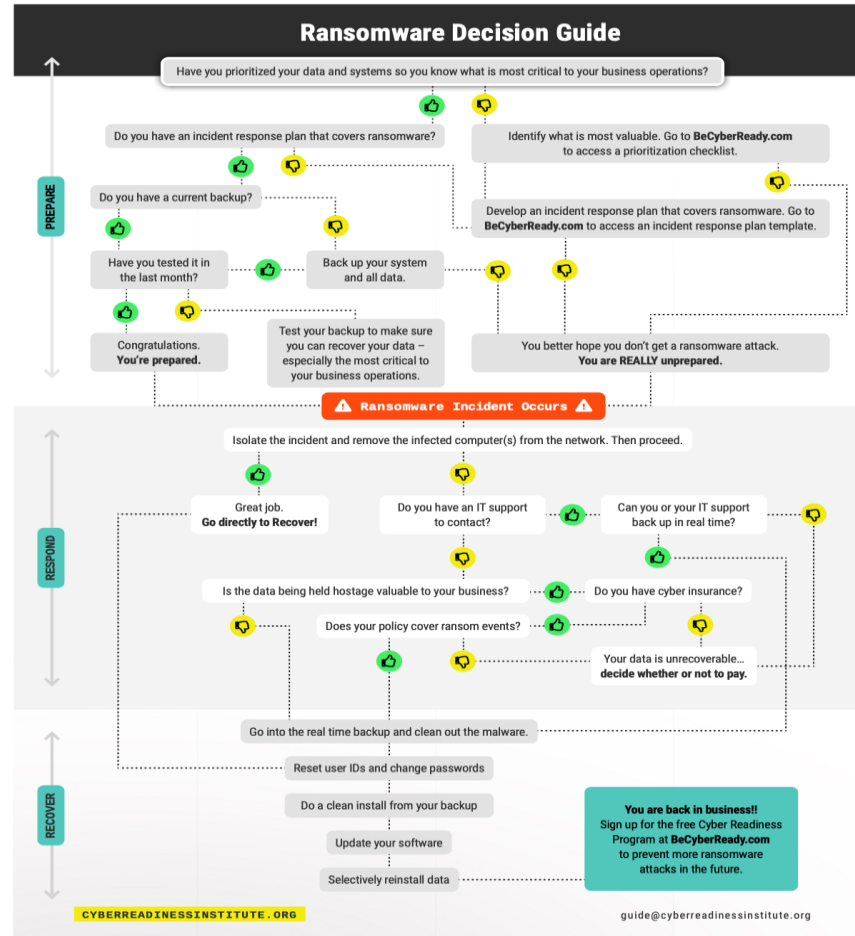 Ransomware Decision Guide
Have you prioritized your data and systems so you know what is most critical to your business operations?
PREPARE
Do you have an incident response plan that covers ransomware?
Identify what is most valuable. Go to BeCyberReady.com
to access a prioritization checklist.
Do you have a current backup?
Develop an incident response plan that covers ransomware. Go to
BeCyberReady.com to access an incident response plan template.
Have you tested it in
the last month?
Back up your system
and all data.
Congratulations.
You're prepared.
Test your backup to make sure
you can recover your data –
especially the most critical to
your business operations.
You better hope you don't get a ransomware attack.
You are REALLY unprepared.
Ransomware Incident Occurs
RESPOND
Isolate the incident and remove the infected computer(s) from the network. Then proceed.
Great job.
Go directly to Recover!
Do you have an IT support
to contact?
Can you or your IT support
back up in real time?
Is the data being held hostage valuable to your business?
Do you have cyber insurance?
Does your policy cover ransom events?
Your data is unrecoverable...
decide whether or not to pay.
RECOVER
Go into the real time backup and clean out the malware.
Reset user IDs and change passwords
Do a clean install from your backup
Update your software
Selectively reinstall data
You are back in business!!
Sign up for the free Cyber Readiness
Program at BeCyberReady.com
to prevent more ransomware
attacks in the future.
CYBERREADINESSINSTITUTE.ORG
guide@cyberreadinessinstitute.org